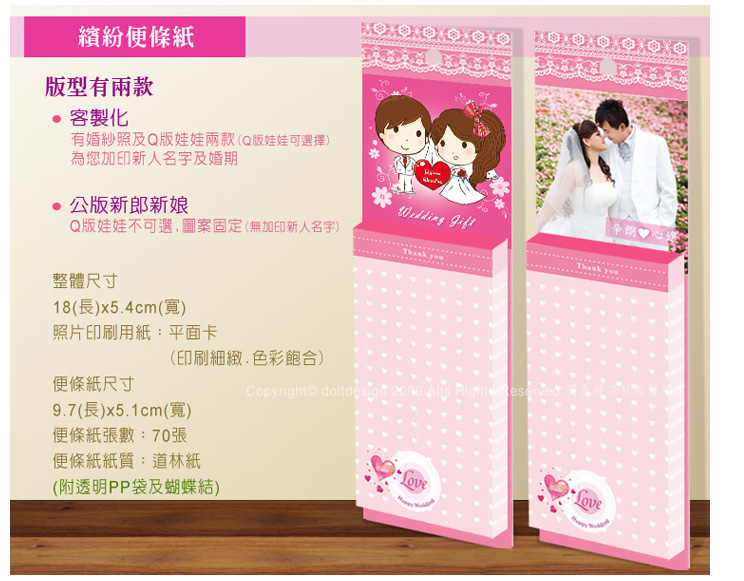 繽紛便條紙
版型有兩款
● 客製化
有婚紗照及Q版娃娃兩款(Q版娃娃可選擇)
為您加印新人名字及婚期
● 公版新郎新娘
Q版娃娃不可選,圖案固定(無加印新人名字)
整體尺寸
18(長)x5.4cm(寬)
照片印刷用紙：平面卡
(印刷細緻.色彩飽合)
便條紙尺寸
9.7(長)x5.1cm(寬)
便條紙張數：70張
便條紙紙質：道林紙
(附透明PP袋及蝴蝶結)
Wedding Gift
Thank you
Love
Happy Wedding
Thank you
Love
Happy Wedding
Copyright© doitdesign 2009 Alls Rights Reserved.